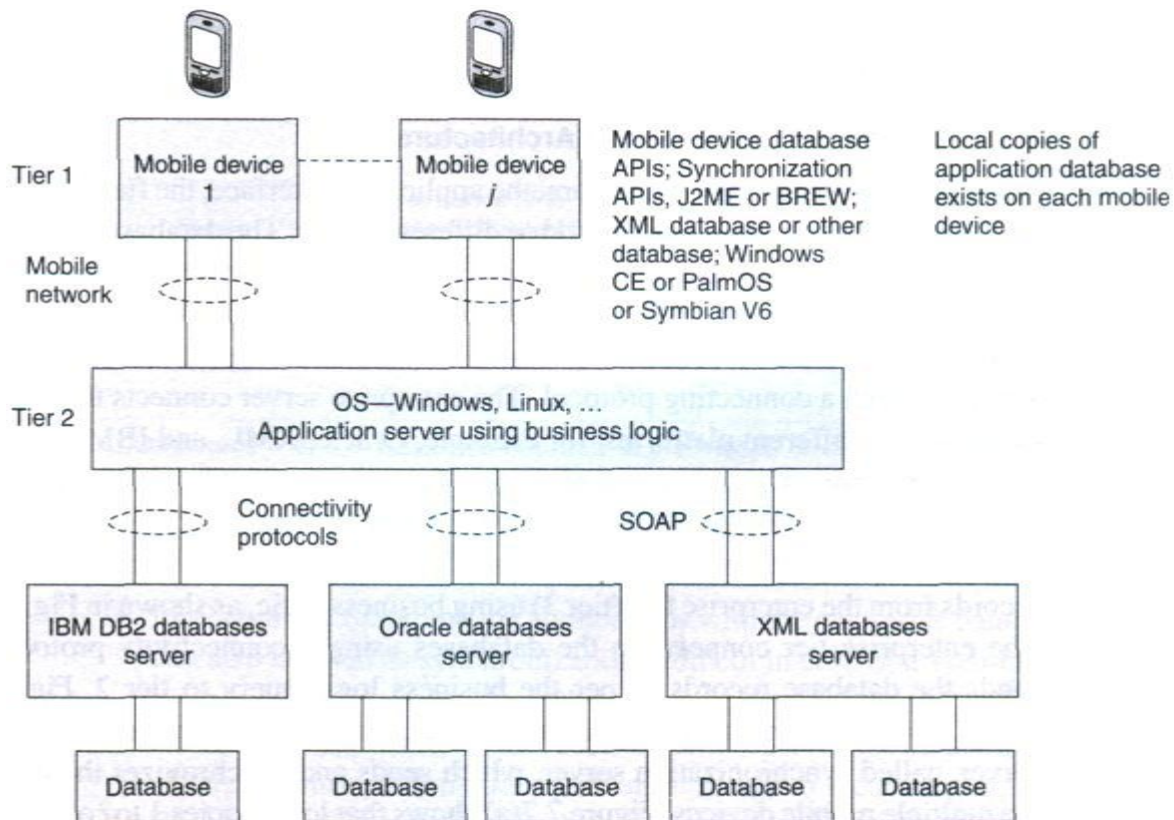 Tier 1
Mobile device
i
Mobile device
j
Mobile device database
APIs; Synchronization
APIs, J2ME or BREW;
XML database or other
database; Windows
CE or PalmOS
or Symbian V6
Local copies of
application database
exists on each mobile
device
Mobile
network
Tier 2
OS—Windows, Linux, ...
Application server using business logic
Connectivity
protocols
SOAP
IBM DB2 databases
server
Oracle databases
server
XML databases
server
Database
Database
Database
Database
Database